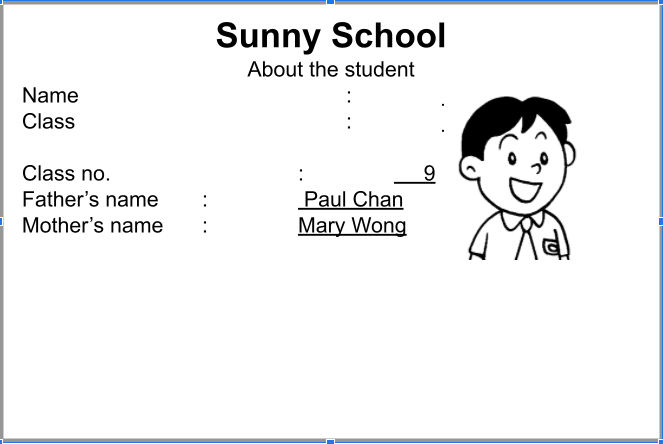 Sunny School
About the student
Name : .
Class : .
Class no. : 9
Father’s name : Paul Chan
Mother’s name : Mary Wong